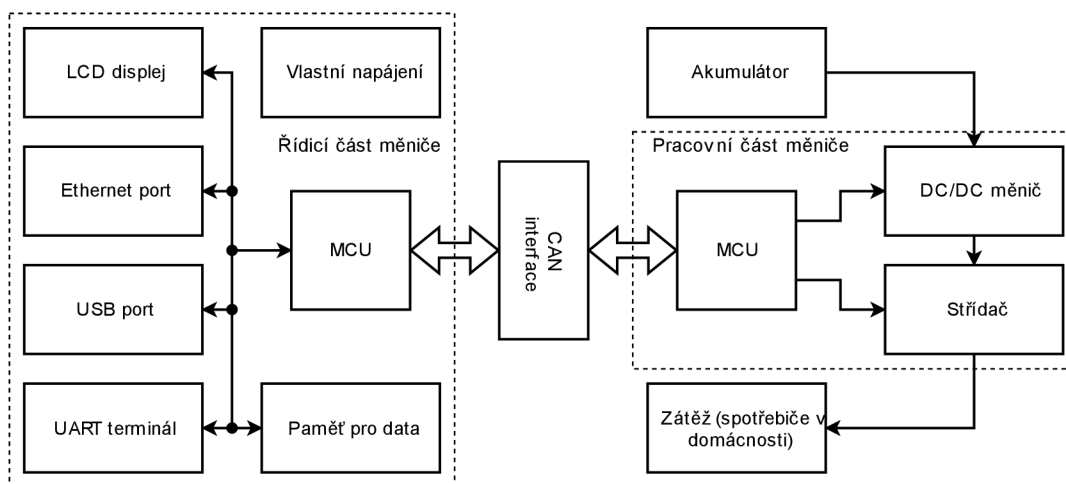 LCD displej
Vlastní napájení
Akumulátor
Řídicí část měniče
Pracovní část měniče
Ethernet port
DC/DC měnič
MCU
CAN
interface
MCU
USB port
Střídač
UART terminál
Paměť pro data
Zátěž (spotřebiče v
domácnosti)